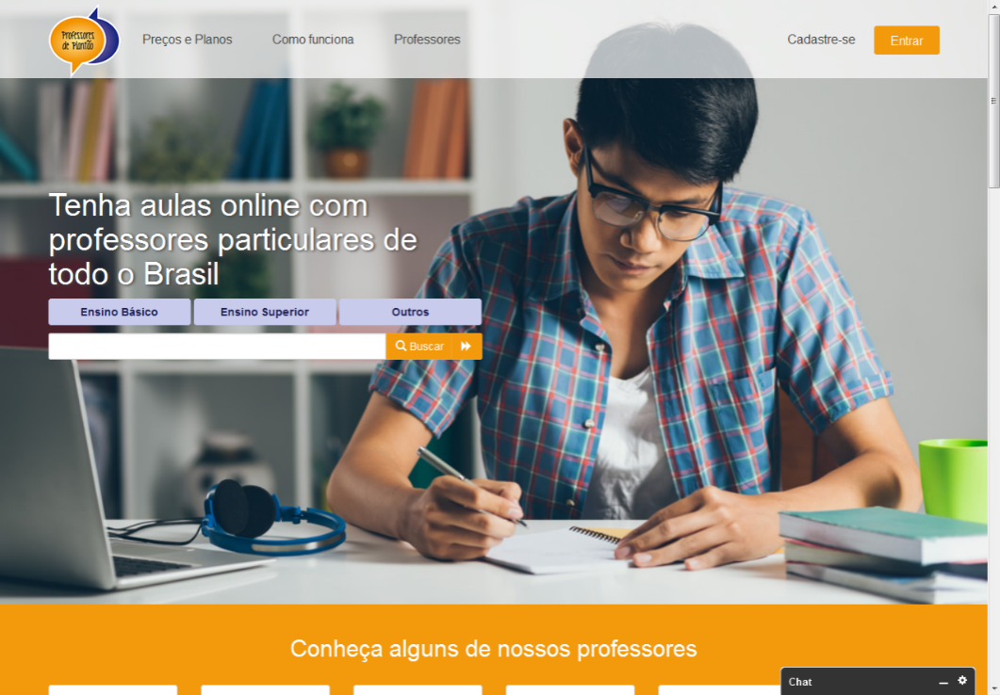 Professores
de Plantão
Preços e Planos
Como funciona
Professores
Cadastre-se
Entrar
Tenha aulas online com
professores particulares de
todo o Brasil
Ensino Básico
Ensino Superior
Outros
Buscar
Conheça alguns de nossos professores
Chat